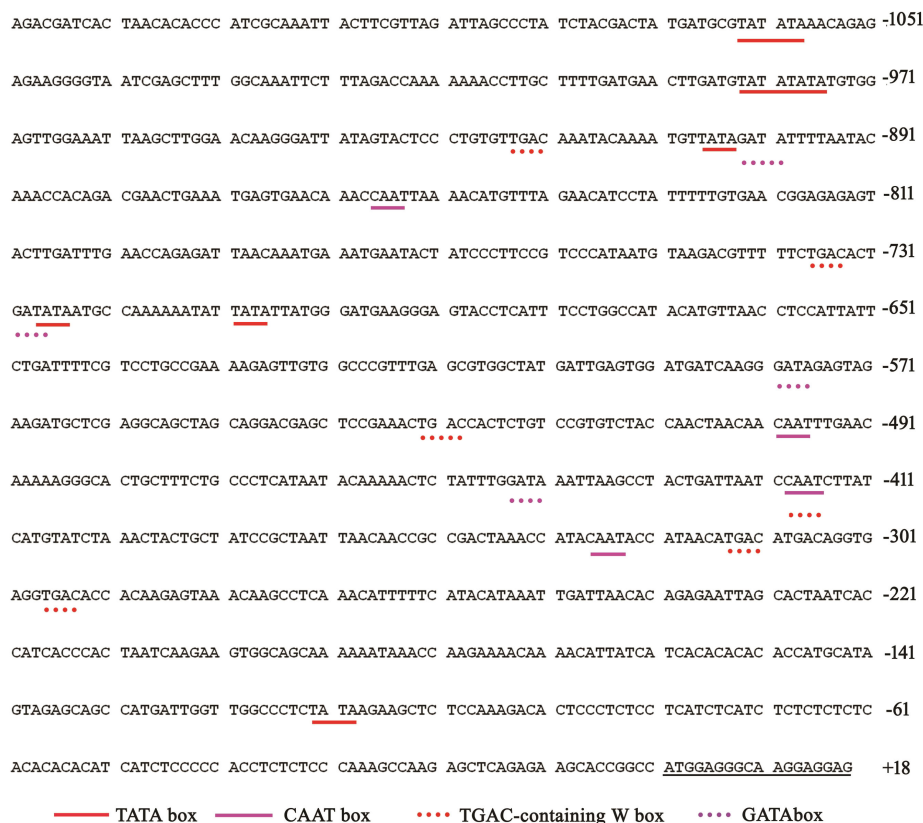 AGACGATCAC TAACACACCC ATCGCAAATT ACTTCGTTAG ATTAGCCCTA ATCTACGACTA TGATGCGTAT ATAAACAGAG -1051
AGAAGGGGTA ATCGAGCTTT GGCAAATTCT TTAGACCAAA AAAACCTTGC TTTTGATGAA CTTGATGTAT ATATATGTGG -971
AGTTGGAAAT TAAGCTTGGA ACAAGGGATT ATAGTACTCC CTGTGTTGAC AAATACAAAA TGTTATAGAT ATTTTAATAC -891
AAACCACAGA CGAACTGAAA TGAGTGAACA AACCAATTAA AACATGTTTA GAACATCCTA TTTTTGTGAAC CGGAGAGAGT -811
ACTTGATTTG AACCAGAGAT TAACAAATGA AATGAATACT ATCCCTTCCG TCCCATAATG TAAGACGTTT TTCTGACACT -731
GATATAATGC CAAAAAATAT TATATTATGG GATGAAGGGA GTACCTCATT TCCTGGCCAT ACATGTTAAC CTCCATTATT -651
CTGATTTTCG TCCTGCCGAA AAGAGTTGTG GCCCGTTTGA GCGTGGCTAT GATTGAGTGG ATGATCAAGG GATAGAGTAG -571
AAGATGCTCG AGGCAGCTAG CAGGACGAGC TCCGAAACTG ACCACTCTGT CCGTGTCTAC CAACTAACAA CAATTTGAAC -491
AAAAAGGGCA CTGCTTTCTG CCCTCATAAT ACAAAAACTC TATTTGGATA AATTAAGCCT ACTGATTAAT CCAATCTTAT -411
CATGTATCTA AACTACTGCT ATCCGCTAATT TAACAACCGC CGACTAAACC ATACAATACC ATAACATGAC ATGACAGGTG -301
AGGTGACACC ACAAGAGTAA ACAAGCCTCA AACATTTTTC ATACATAAAT TGATTAACAC AGAGAATTAG CACTAATCAC -221
CATCACCCAC TAATCAAGAA GTGGCAGCAA AAAAATAAACC AAGAAAACAA AACATTATCA TCACACACAC ACCATGCATA -141
GTAGAGCAGC CATGATTGGT TGGCCCTCTA TAAGAAGCTC TCCAAAGACA CTCCCTCTCC TCATCTCATC TCTCTCTCTC -61
ACACACACAT CATCTCCCCC ACCTCTCTCC CAAAGCCAAG AGCTCAGAGA AGCACCGGCC ATGGAGGGCA AGGAGGAG +18
TATA box CAAT box TGAC-containing W box GATAbox